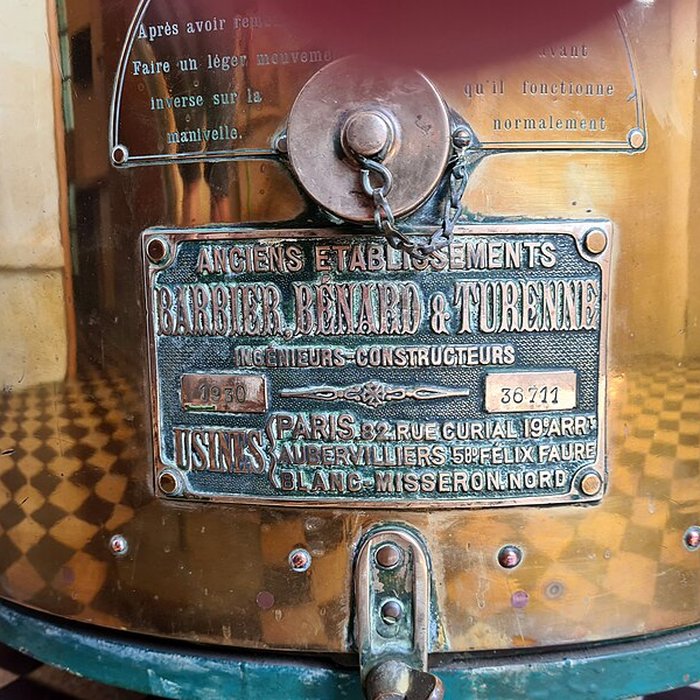 Après avoir remo
Faire un léger mouveme
inverse sur la
manivelle.
avant
qu'il fonctionne
normalement
ANCIENS ETABLISSEMENTS
BARBIER, BÉNARD & TURENNE
INGÉNIEURS-CONSTRUCTEURS
1930 36711
USINES
PARIS 82 RUE CURIAL 19e ARRt
AUBERVILLIERS 5 Bd FÉLIX FAURE
BLANC-MISSERON. NORD